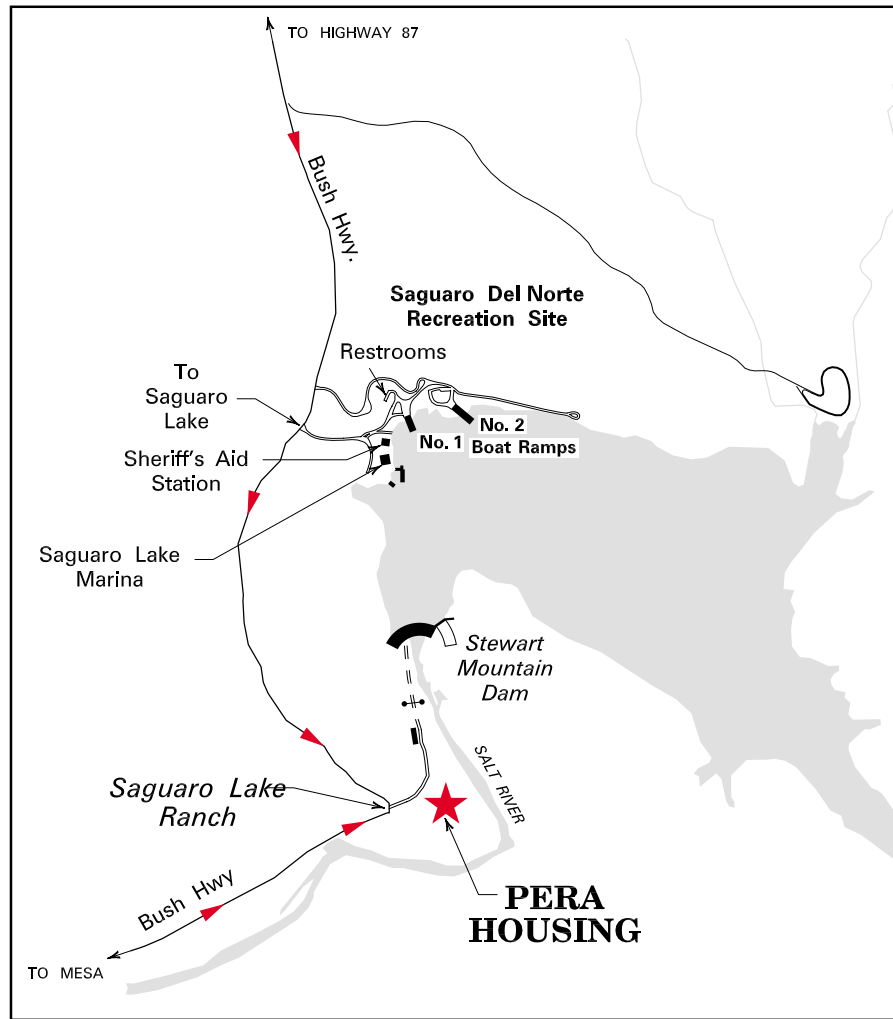 TO HIGHWAY 87
Bush Hwy.
Saguaro Del Norte
Recreation Site
Restrooms
To
Saguaro
Lake
No. 1
No. 2
Boat Ramps
Sheriff's Aid
Station
Saguaro Lake
Marina
Stewart
Mountain
Dam
SALT RIVER
Saguaro Lake
Ranch
Bush Hwy
PERA
HOUSING
TO MESA